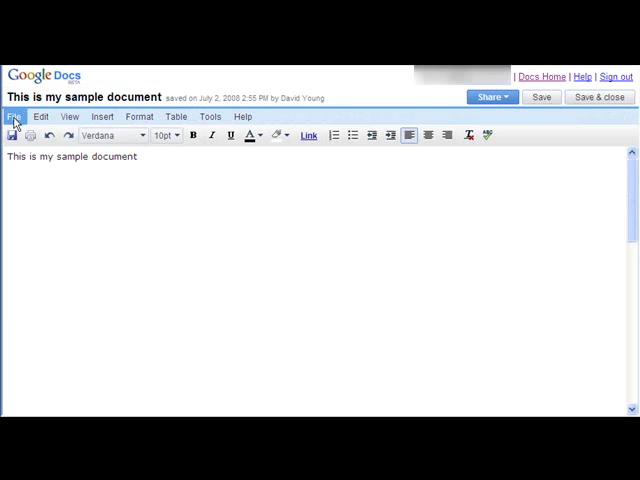 Google Docs
BETA
| Docs Home | Help | Sign out
This is my sample document saved on July 2, 2008 2:55 PM by David Young
Share Save Save & close
File Edit View Insert Format Table Tools Help
Verdana 10pt B I U A Link T ABC
This is my sample document